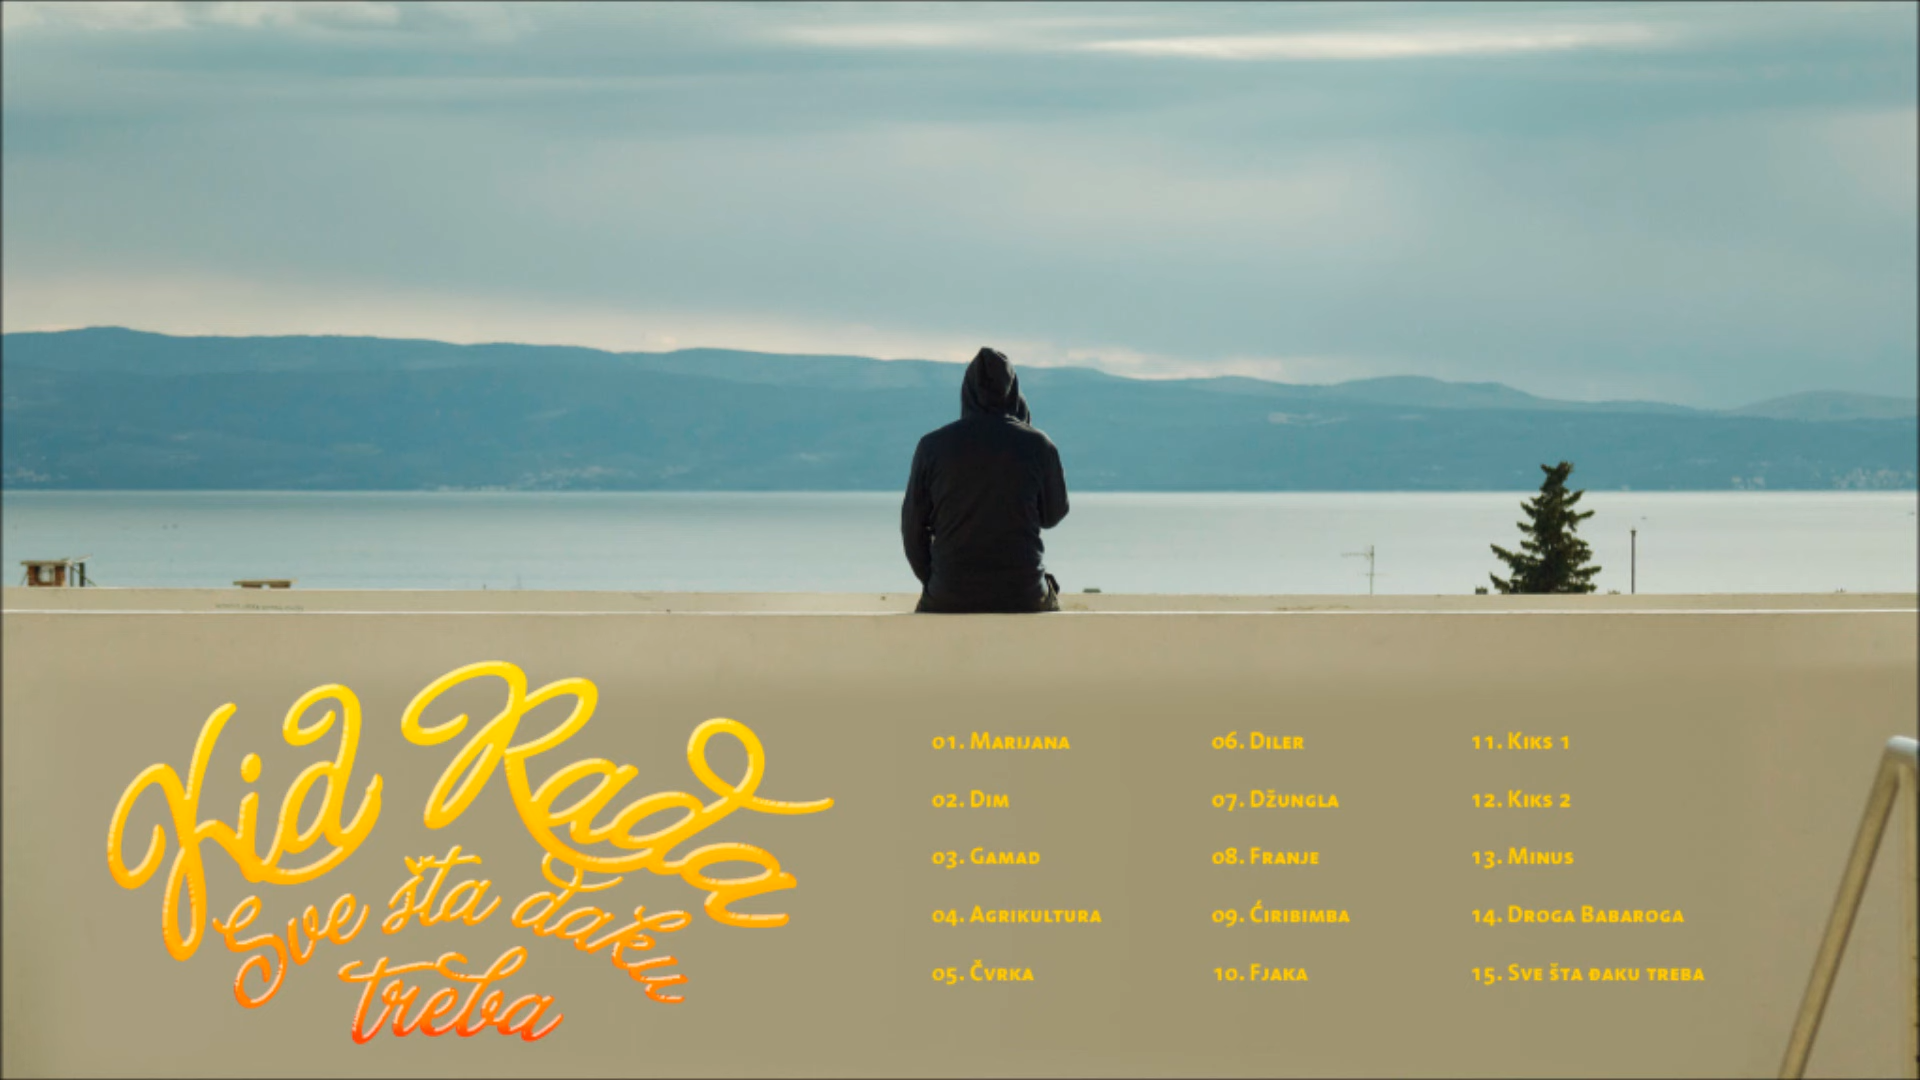 Kid Rada
Sve šta đaku
treba
01. Marijana
02. Dim
03. Gamad
04. Agrikultura
05. Čvrka
06. Diler
07. Džungla
08. Franje
09. Ćiribimba
10. Fjaka
11. Kiks 1
12. Kiks 2
13. Minus
14. Droga Babaroga
15. Sve šta đaku treba